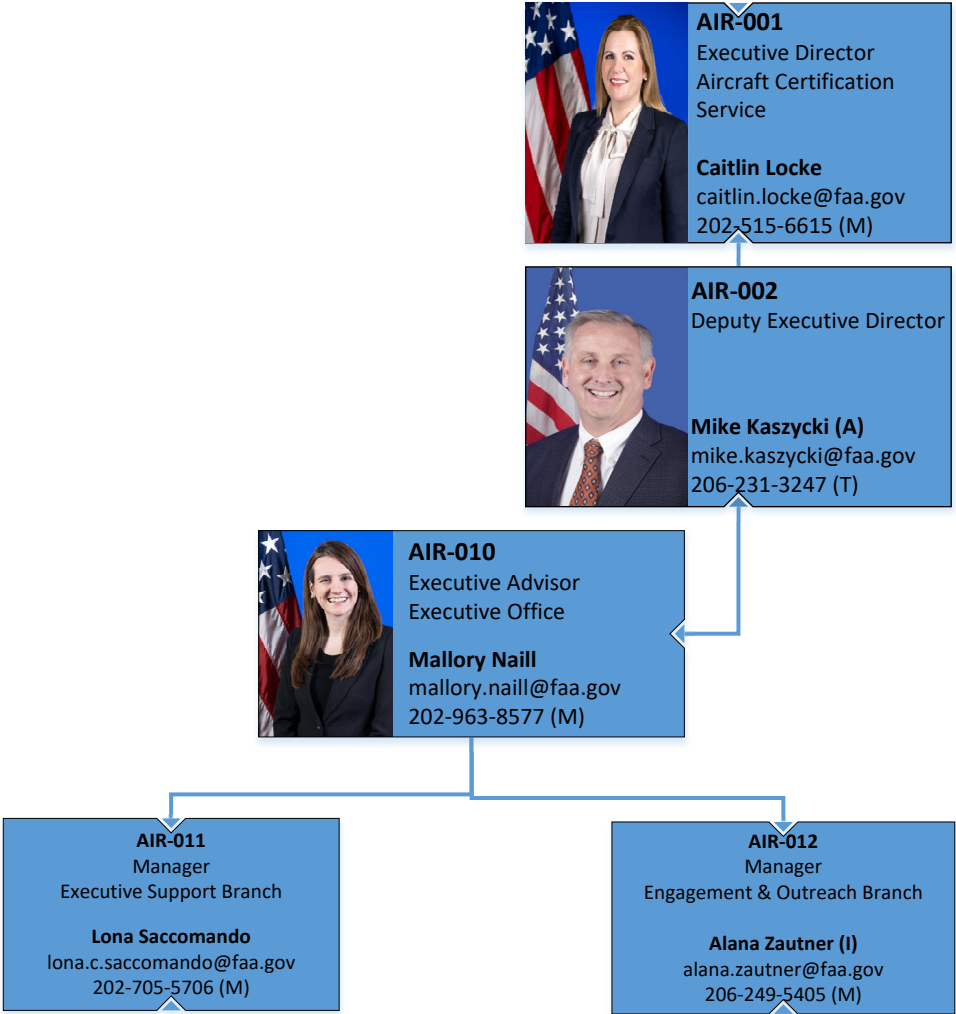 AIR-001
Executive Director
Aircraft Certification
Service
Caitlin Locke
caitlin.locke@faa.gov
202-515-6615 (M)
AIR-002
Deputy Executive Director
Mike Kaszycki (A)
mike.kaszycki@faa.gov
206-231-3247 (T)
AIR-010
Executive Advisor
Executive Office
Mallory Naill
mallory.naill@faa.gov
202-963-8577 (M)
AIR-011
Manager
Executive Support Branch
Lona Saccomando
lona.c.saccomando@faa.gov
202-705-5706 (M)
AIR-012
Manager
Engagement & Outreach Branch
Alana Zautner (I)
alana.zautner@faa.gov
206-249-5405 (M)